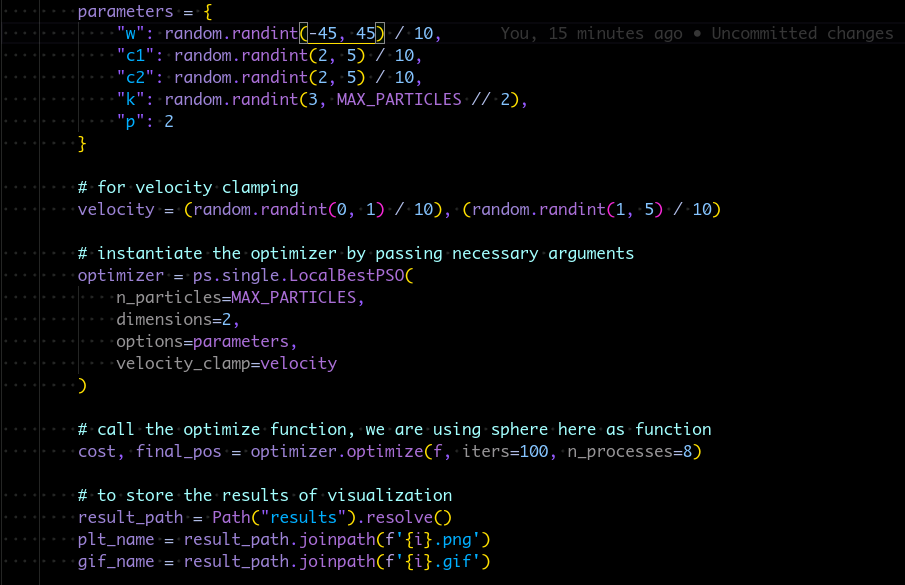 parameters = {
    "w": random.randint(-45, 45) / 10,    You, 15 minutes ago • Uncommitted changes
    "c1": random.randint(2, 5) / 10,
    "c2": random.randint(2, 5) / 10,
    "k": random.randint(3, MAX_PARTICLES // 2),
    "p": 2
}

# for velocity clamping
velocity = (random.randint(0, 1) / 10), (random.randint(1, 5) / 10)

# instantiate the optimizer by passing necessary arguments
optimizer = ps.single.LocalBestPSO(
    n_particles=MAX_PARTICLES,
    dimensions=2,
    options=parameters,
    velocity_clamp=velocity
)

# call the optimize function, we are using sphere here as function
cost, final_pos = optimizer.optimize(f, iters=100, n_processes=8)

# to store the results of visualization
result_path = Path("results").resolve()
plt_name = result_path.joinpath(f'{i}.png')
gif_name = result_path.joinpath(f'{i}.gif')